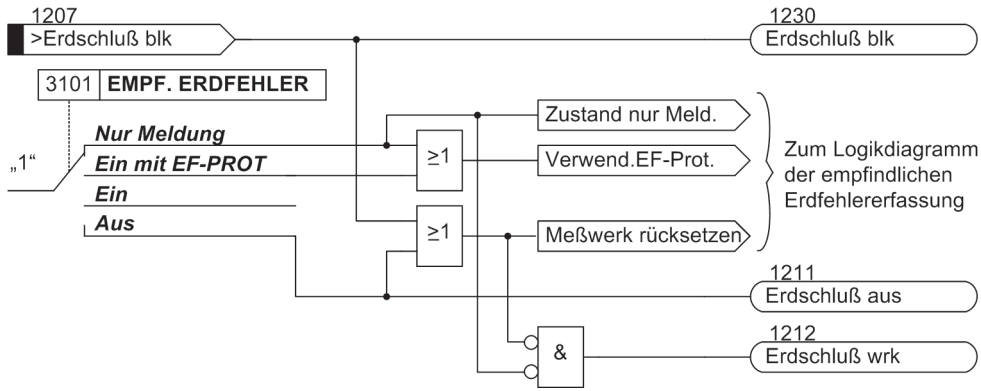 1207
>Erdschluß blk
1230
Erdschluß blk
3101 EMPF. ERDFEHLER
„1“
Nur Meldung
Ein mit EF-PROT
Ein
Aus
≥1
≥1
Zustand nur Meld.
Verwend.EF-Prot.
Meßwerk rücksetzen
Zum Logikdiagramm
der empfindlichen
Erdfehlererfassung
1211
Erdschluß aus
&
1212
Erdschluß wrk